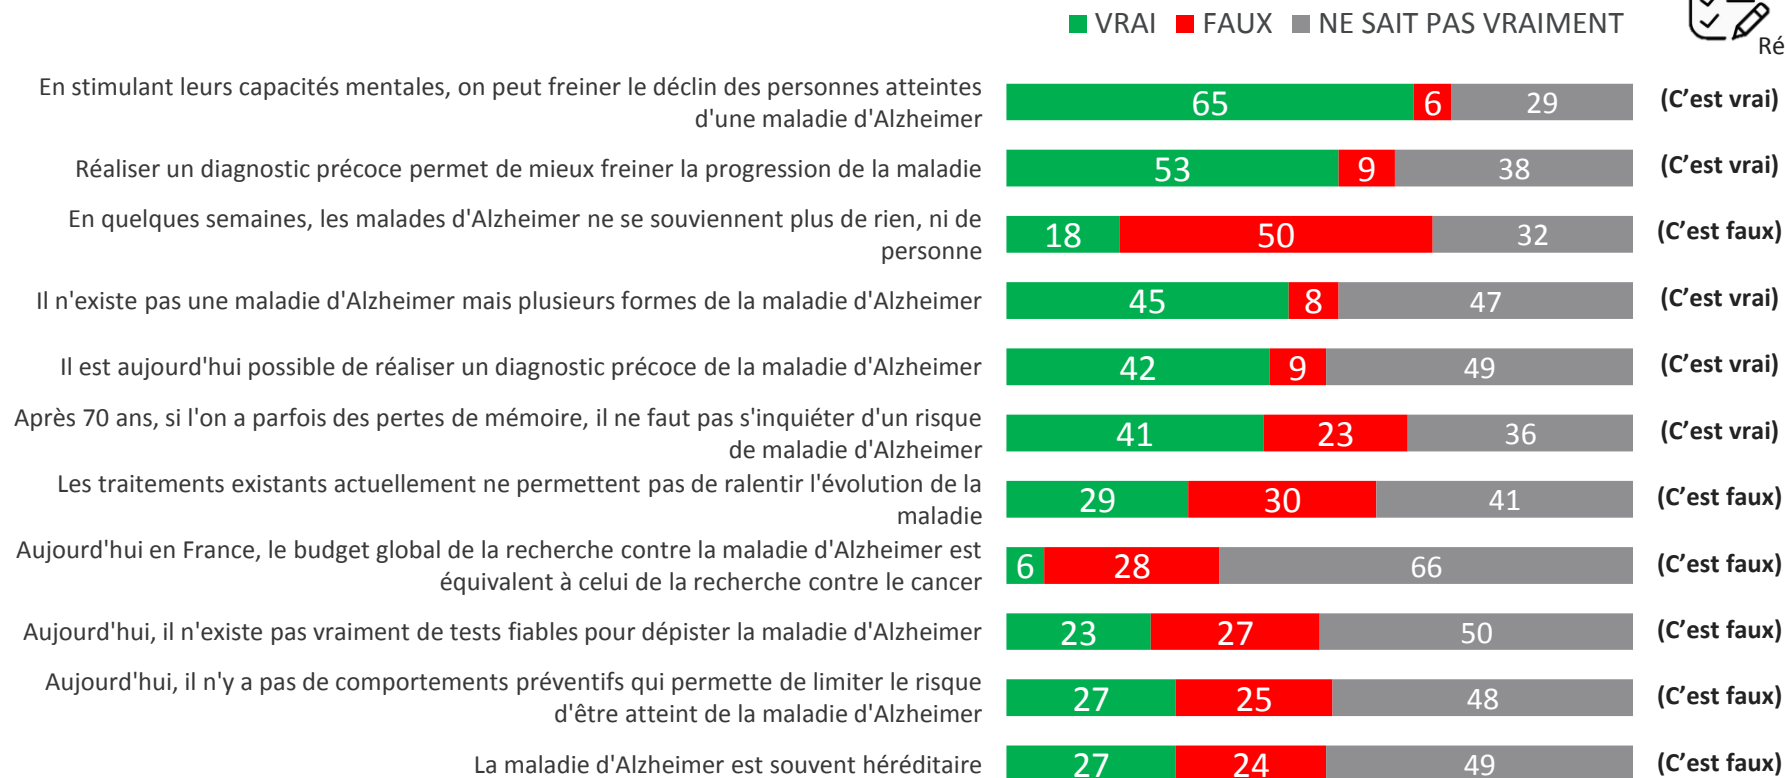 VRAI FAUX NE SAIT PAS VRAIMENT
Ré
En stimulant leurs capacités mentales, on peut freiner le déclin des personnes atteintes
d'une maladie d'Alzheimer
65 6 29 (C’est vrai)
Réaliser un diagnostic précoce permet de mieux freiner la progression de la maladie
53 9 38 (C’est vrai)
En quelques semaines, les malades d'Alzheimer ne se souviennent plus de rien, ni de
personne
18 50 32 (C’est faux)
Il n'existe pas une maladie d'Alzheimer mais plusieurs formes de la maladie d'Alzheimer
45 8 47 (C’est vrai)
Il est aujourd'hui possible de réaliser un diagnostic précoce de la maladie d'Alzheimer
42 9 49 (C’est vrai)
Après 70 ans, si l'on a parfois des pertes de mémoire, il ne faut pas s'inquiéter d'un risque
de maladie d'Alzheimer
41 23 36 (C’est vrai)
Les traitements existants actuellement ne permettent pas de ralentir l'évolution de la
maladie
29 30 41 (C’est faux)
Aujourd'hui en France, le budget global de la recherche contre la maladie d'Alzheimer est
équivalent à celui de la recherche contre le cancer
6 28 66 (C’est faux)
Aujourd'hui, il n'existe pas vraiment de tests fiables pour dépister la maladie d'Alzheimer
23 27 50 (C’est faux)
Aujourd'hui, il n'y a pas de comportements préventifs qui permette de limiter le risque
d'être atteint de la maladie d'Alzheimer
27 25 48 (C’est faux)
La maladie d'Alzheimer est souvent héréditaire
27 24 49 (C’est faux)